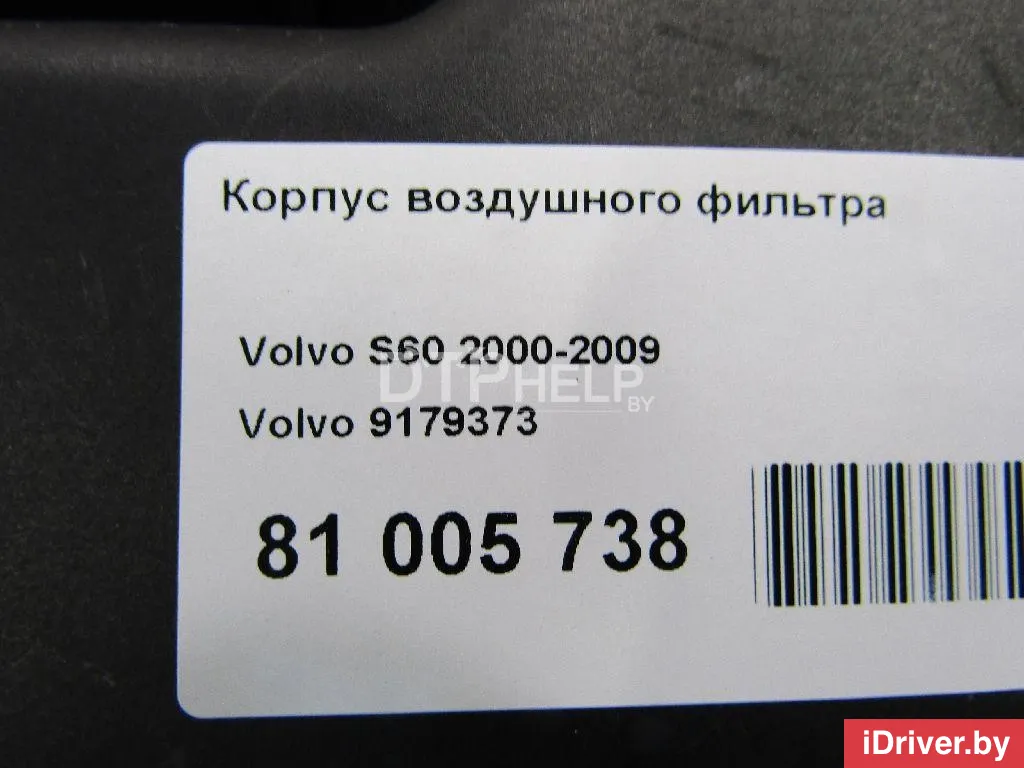 Корпус воздушного фильтра
Volvo S60 2000-2009
DTPHELP
BY
Volvo 9179373
81 005 738
iDriver.by